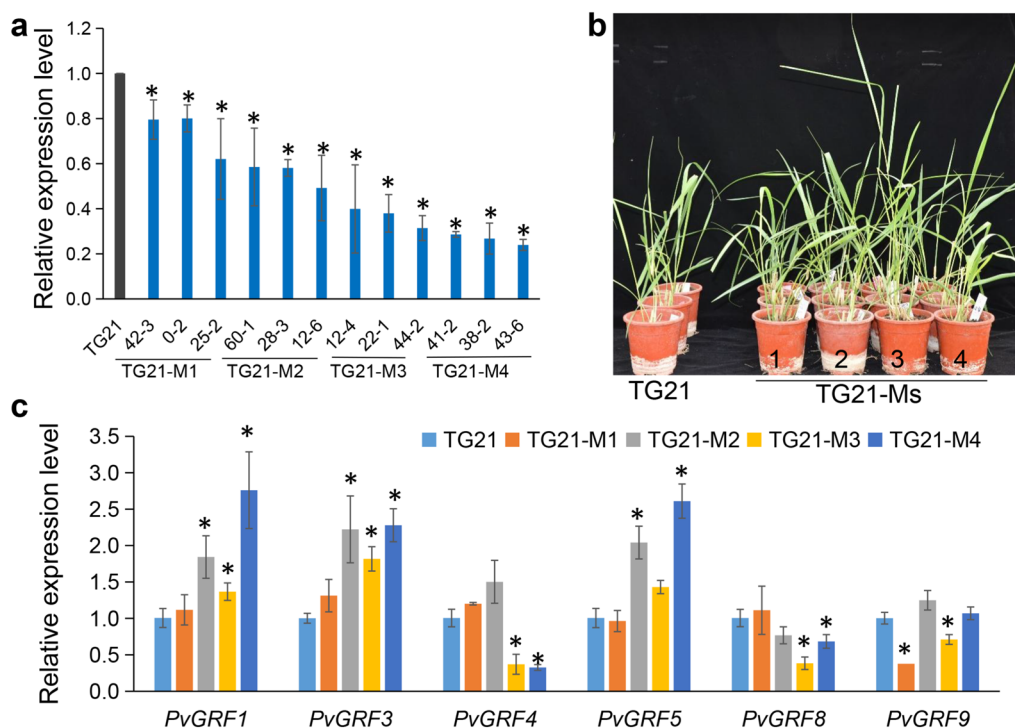 a
Relative expression level
1.2
1.0
0.8
0.6
0.4
0.2
0.0
* * * * * * * * * * * *
TG21 42-3 0-2 25-2 60-1 28-3 12-6 12-4 22-1 44-2 41-2 38-2 43-6
TG21-M1 TG21-M2 TG21-M3 TG21-M4
b
1 2 3 4
TG21 TG21-Ms
c
Relative expression level
TG21 TG21-M1 TG21-M2 TG21-M3 TG21-M4
3.5
3.0
2.5
2.0
1.5
1.0
0.5
0.0
* * * * * * * * * * * * * *
PvGRF1 PvGRF3 PvGRF4 PvGRF5 PvGRF8 PvGRF9